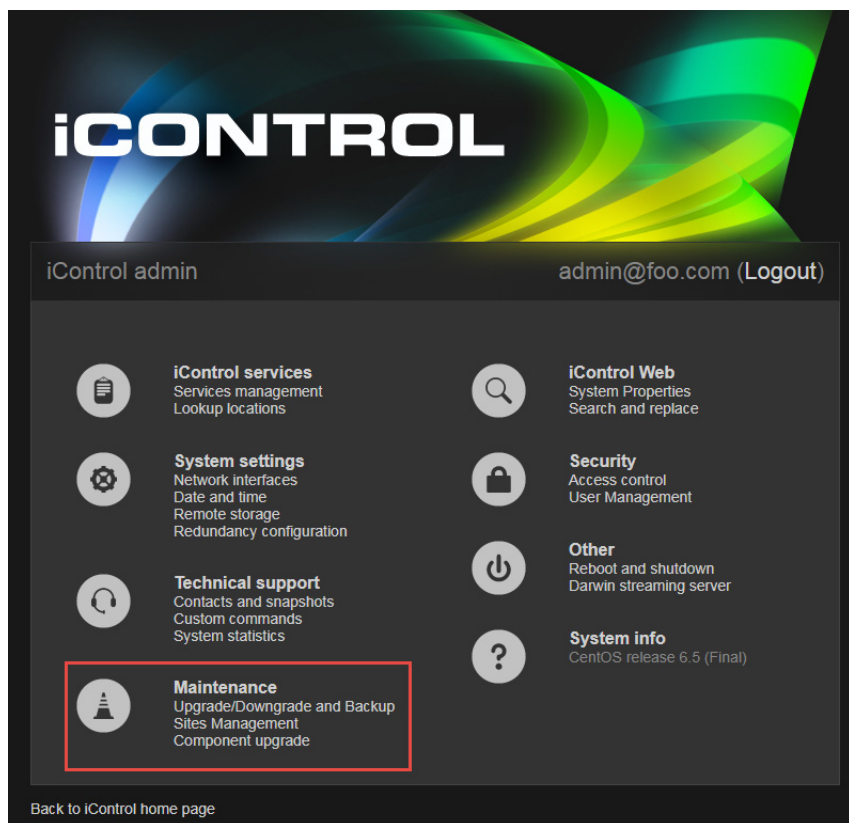 iCONTROL
iControl admin
admin@foo.com (Logout)
iControl services
Services management
Lookup locations
System settings
Network interfaces
Date and time
Remote storage
Redundancy configuration
Technical support
Contacts and snapshots
Custom commands
System statistics
Maintenance
Upgrade/Downgrade and Backup
Sites Management
Component upgrade
iControl Web
System Properties
Search and replace
Security
Access control
User Management
Other
Reboot and shutdown
Darwin streaming server
System info
CentOS release 6.5 (Final)
Back to iControl home page